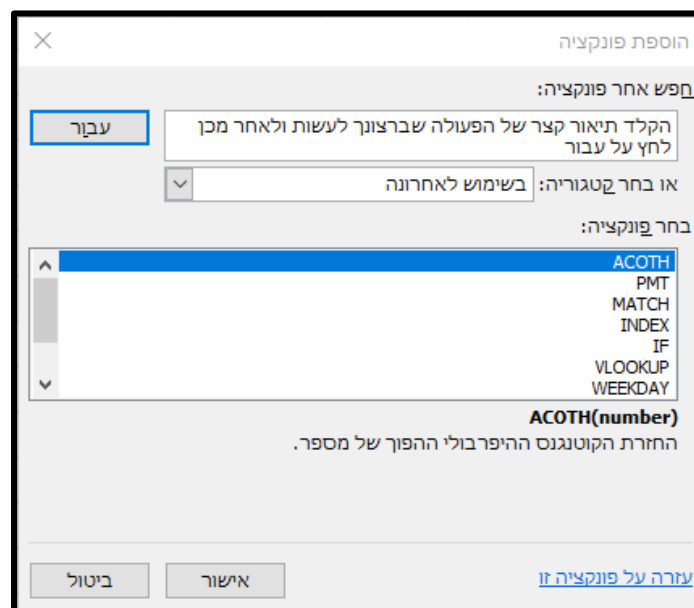 הוספת פונקציה
חפש אחר פונקציה:
הקלד תיאור קצר של הפעולה שברצונך לעשות ולאחר מכן
לחץ על עבור
עבור
או בחר קטגוריה: בשימוש לאחרונה
בחר פונקציה:
ACOTH
PMT
MATCH
INDEX
IF
VLOOKUP
WEEKDAY
ACOTH(number)
החזרת הקוטנגנס ההיפרבולי ההפוך של מספר.
עזרה על פונקציה זו
אישור
ביטול